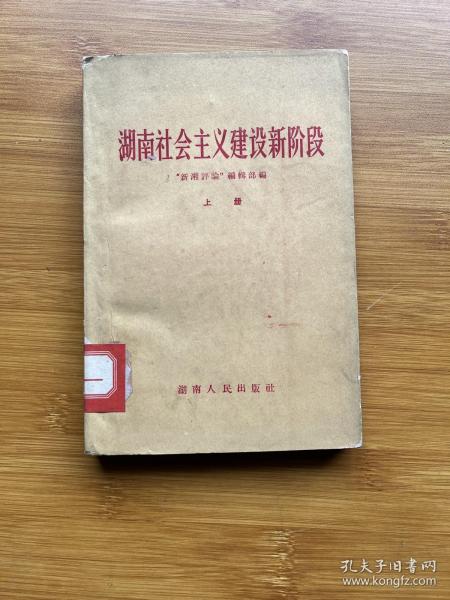 湖南社会主义建设新阶段
“新湘評論”編輯部編
上 册
湖南人民出版社
一
孔夫子旧书网
www.kongfz.com